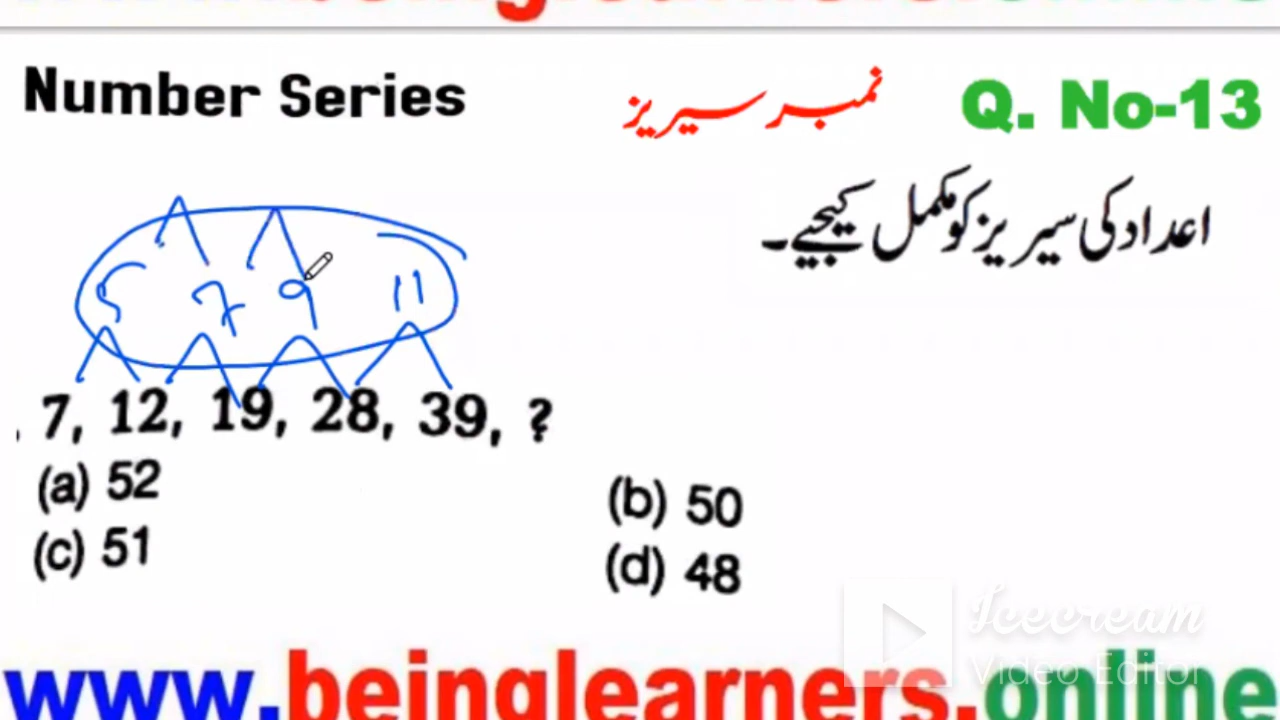 Number Series نمبر سیریز Q. No-13
اعداد کی سیریز کو مکمل کیجیے۔
5 7 9 11
7, 12, 19, 28, 39, ?
(a) 52 (b) 50
(c) 51 (d) 48
Icecream
Video Editor
www.beinglearners.online